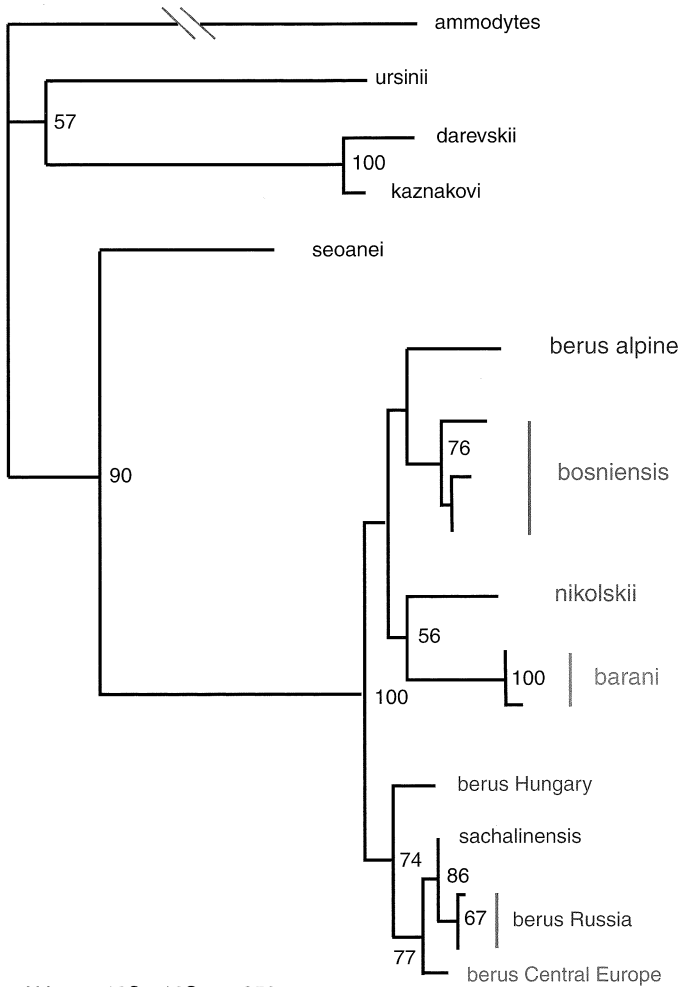 ammodytes
ursinii
57
darevskii
100
kaznakovi
seoanei
berus alpine
76
bosniensis
90
nikolskii
56
100
barani
100
berus Hungary
sachalinensis
74
86
67
berus Russia
77
berus Central Europe